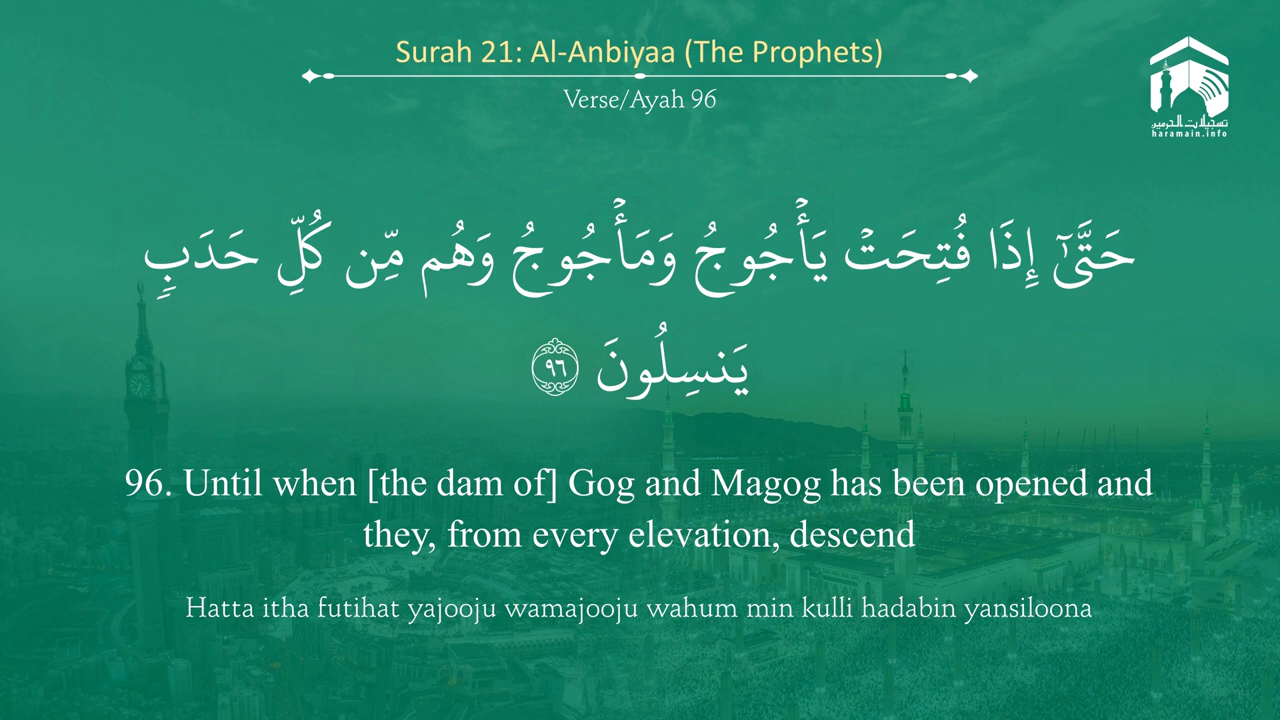 Surah 21: Al-Anbiyaa (The Prophets)
Verse/Ayah 96
تسجيلات الحرمين
haramain.info
حَتَّىٰٓ إِذَا فُتِحَتۡ يَأۡجُوجُ وَمَأۡجُوجُ وَهُم مِّن كُلِّ حَدَبٖ
يَنسِلُونَ ٩٦
96. Until when [the dam of] Gog and Magog has been opened and
they, from every elevation, descend
Hatta itha futihat yajooju wamajooju wahum min kulli hadabin yansiloona